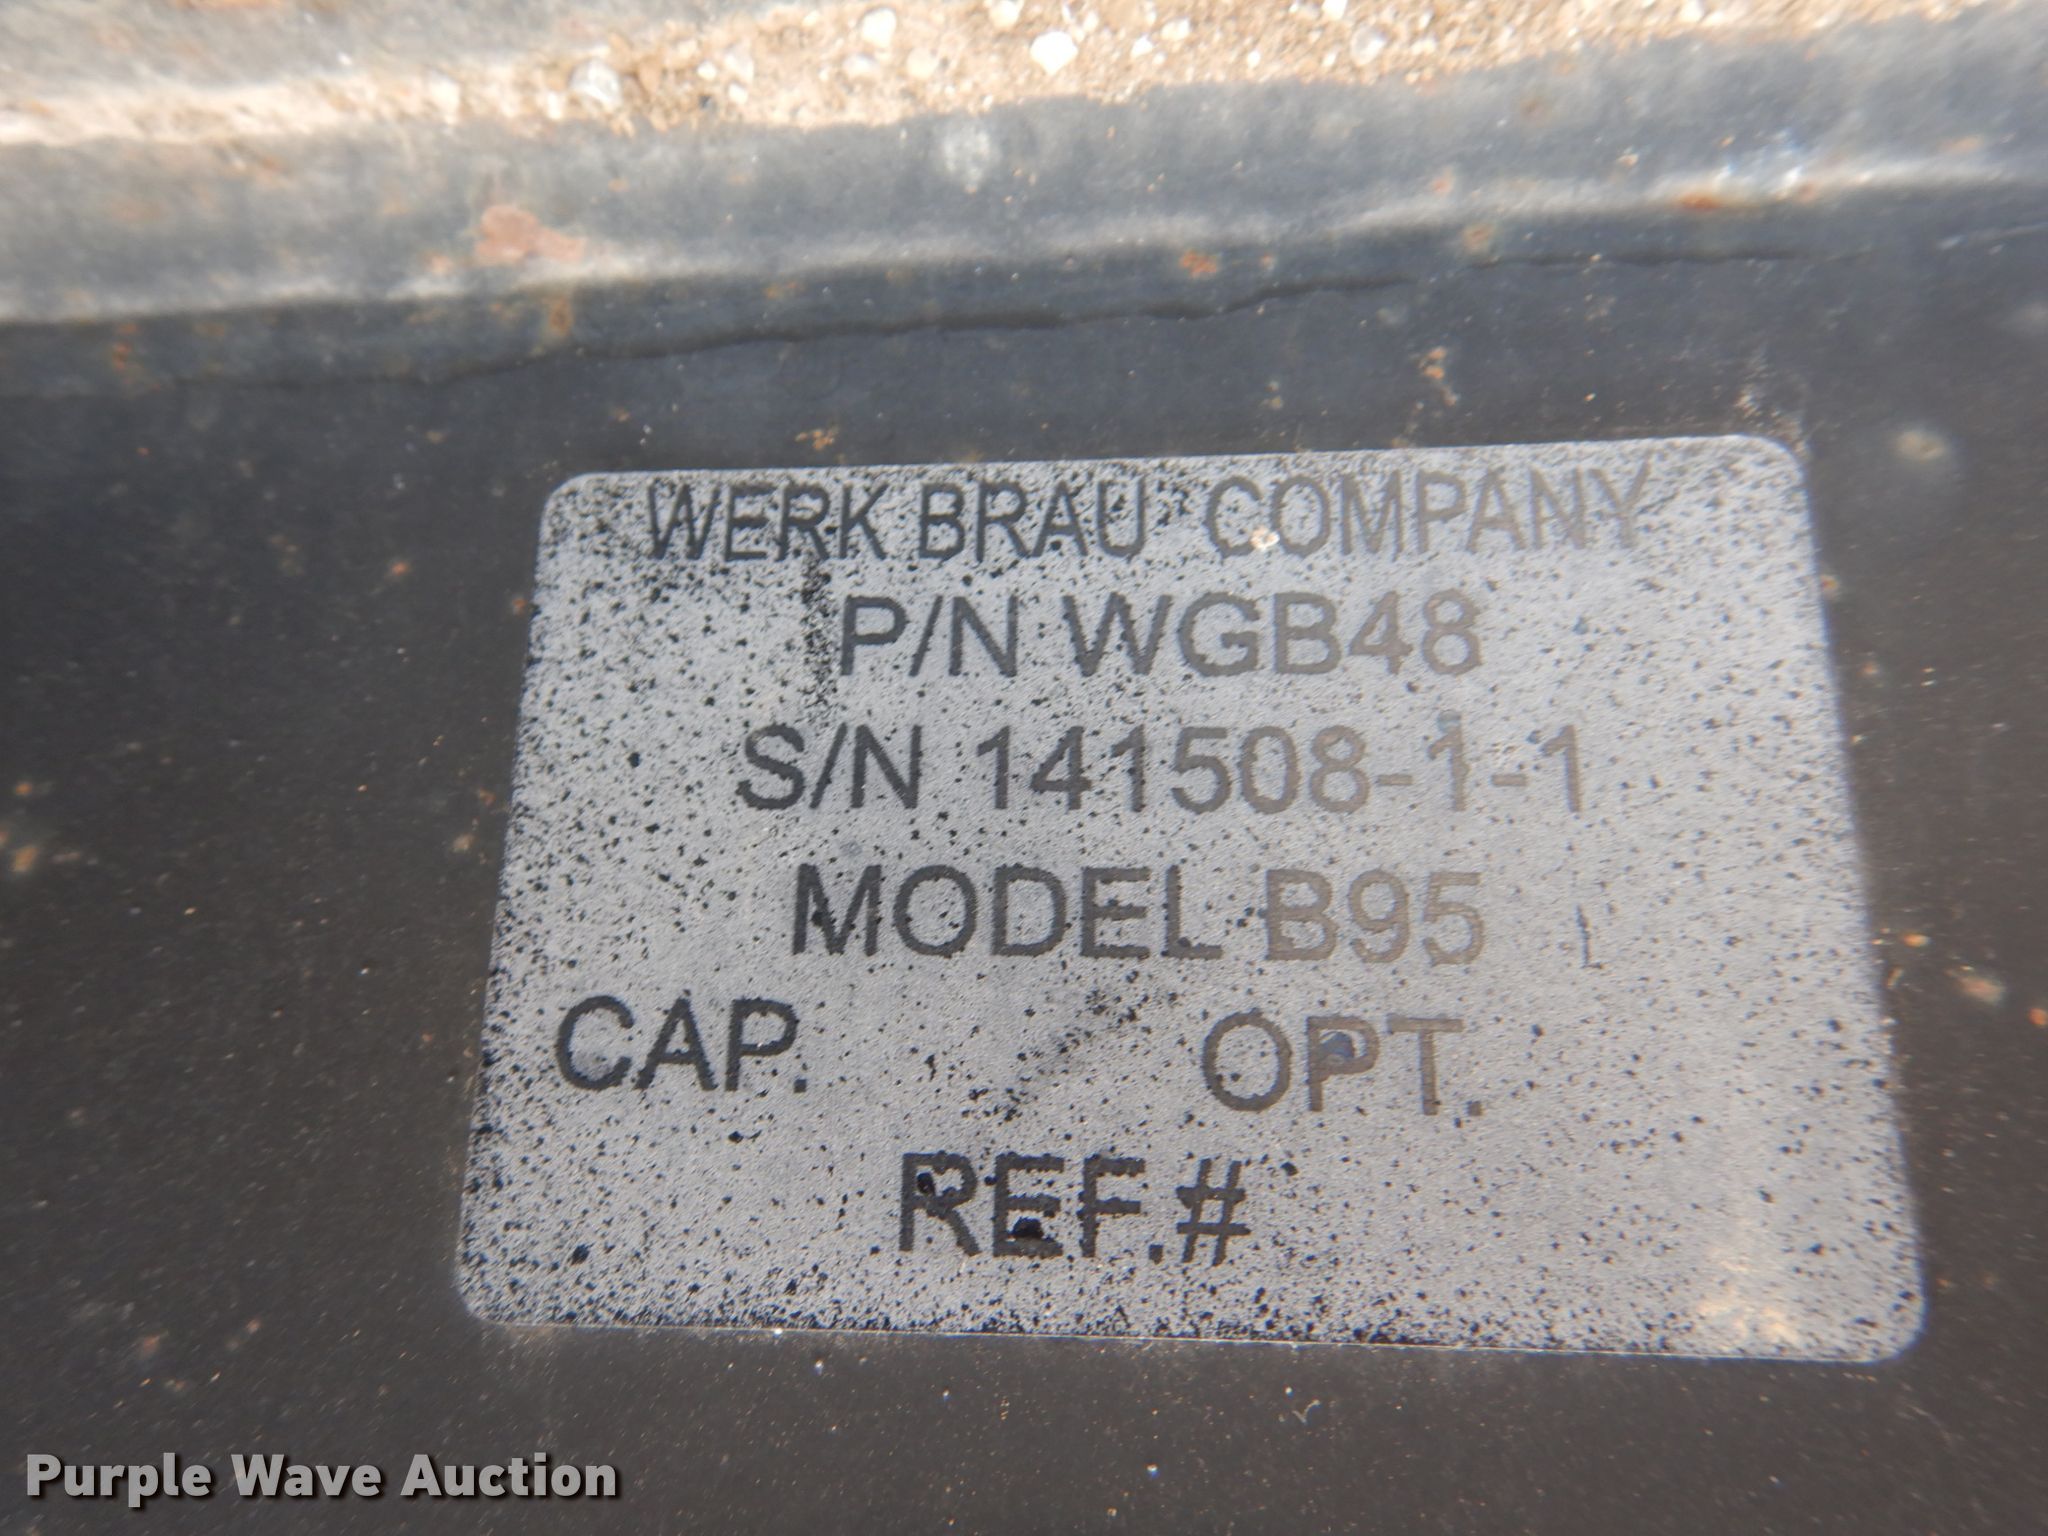 WERK BRAU COMPANY
P/N WGB48
S/N 141508-1-1
MODEL B95
CAP. OPT.
REF.#
Purple Wave Auction